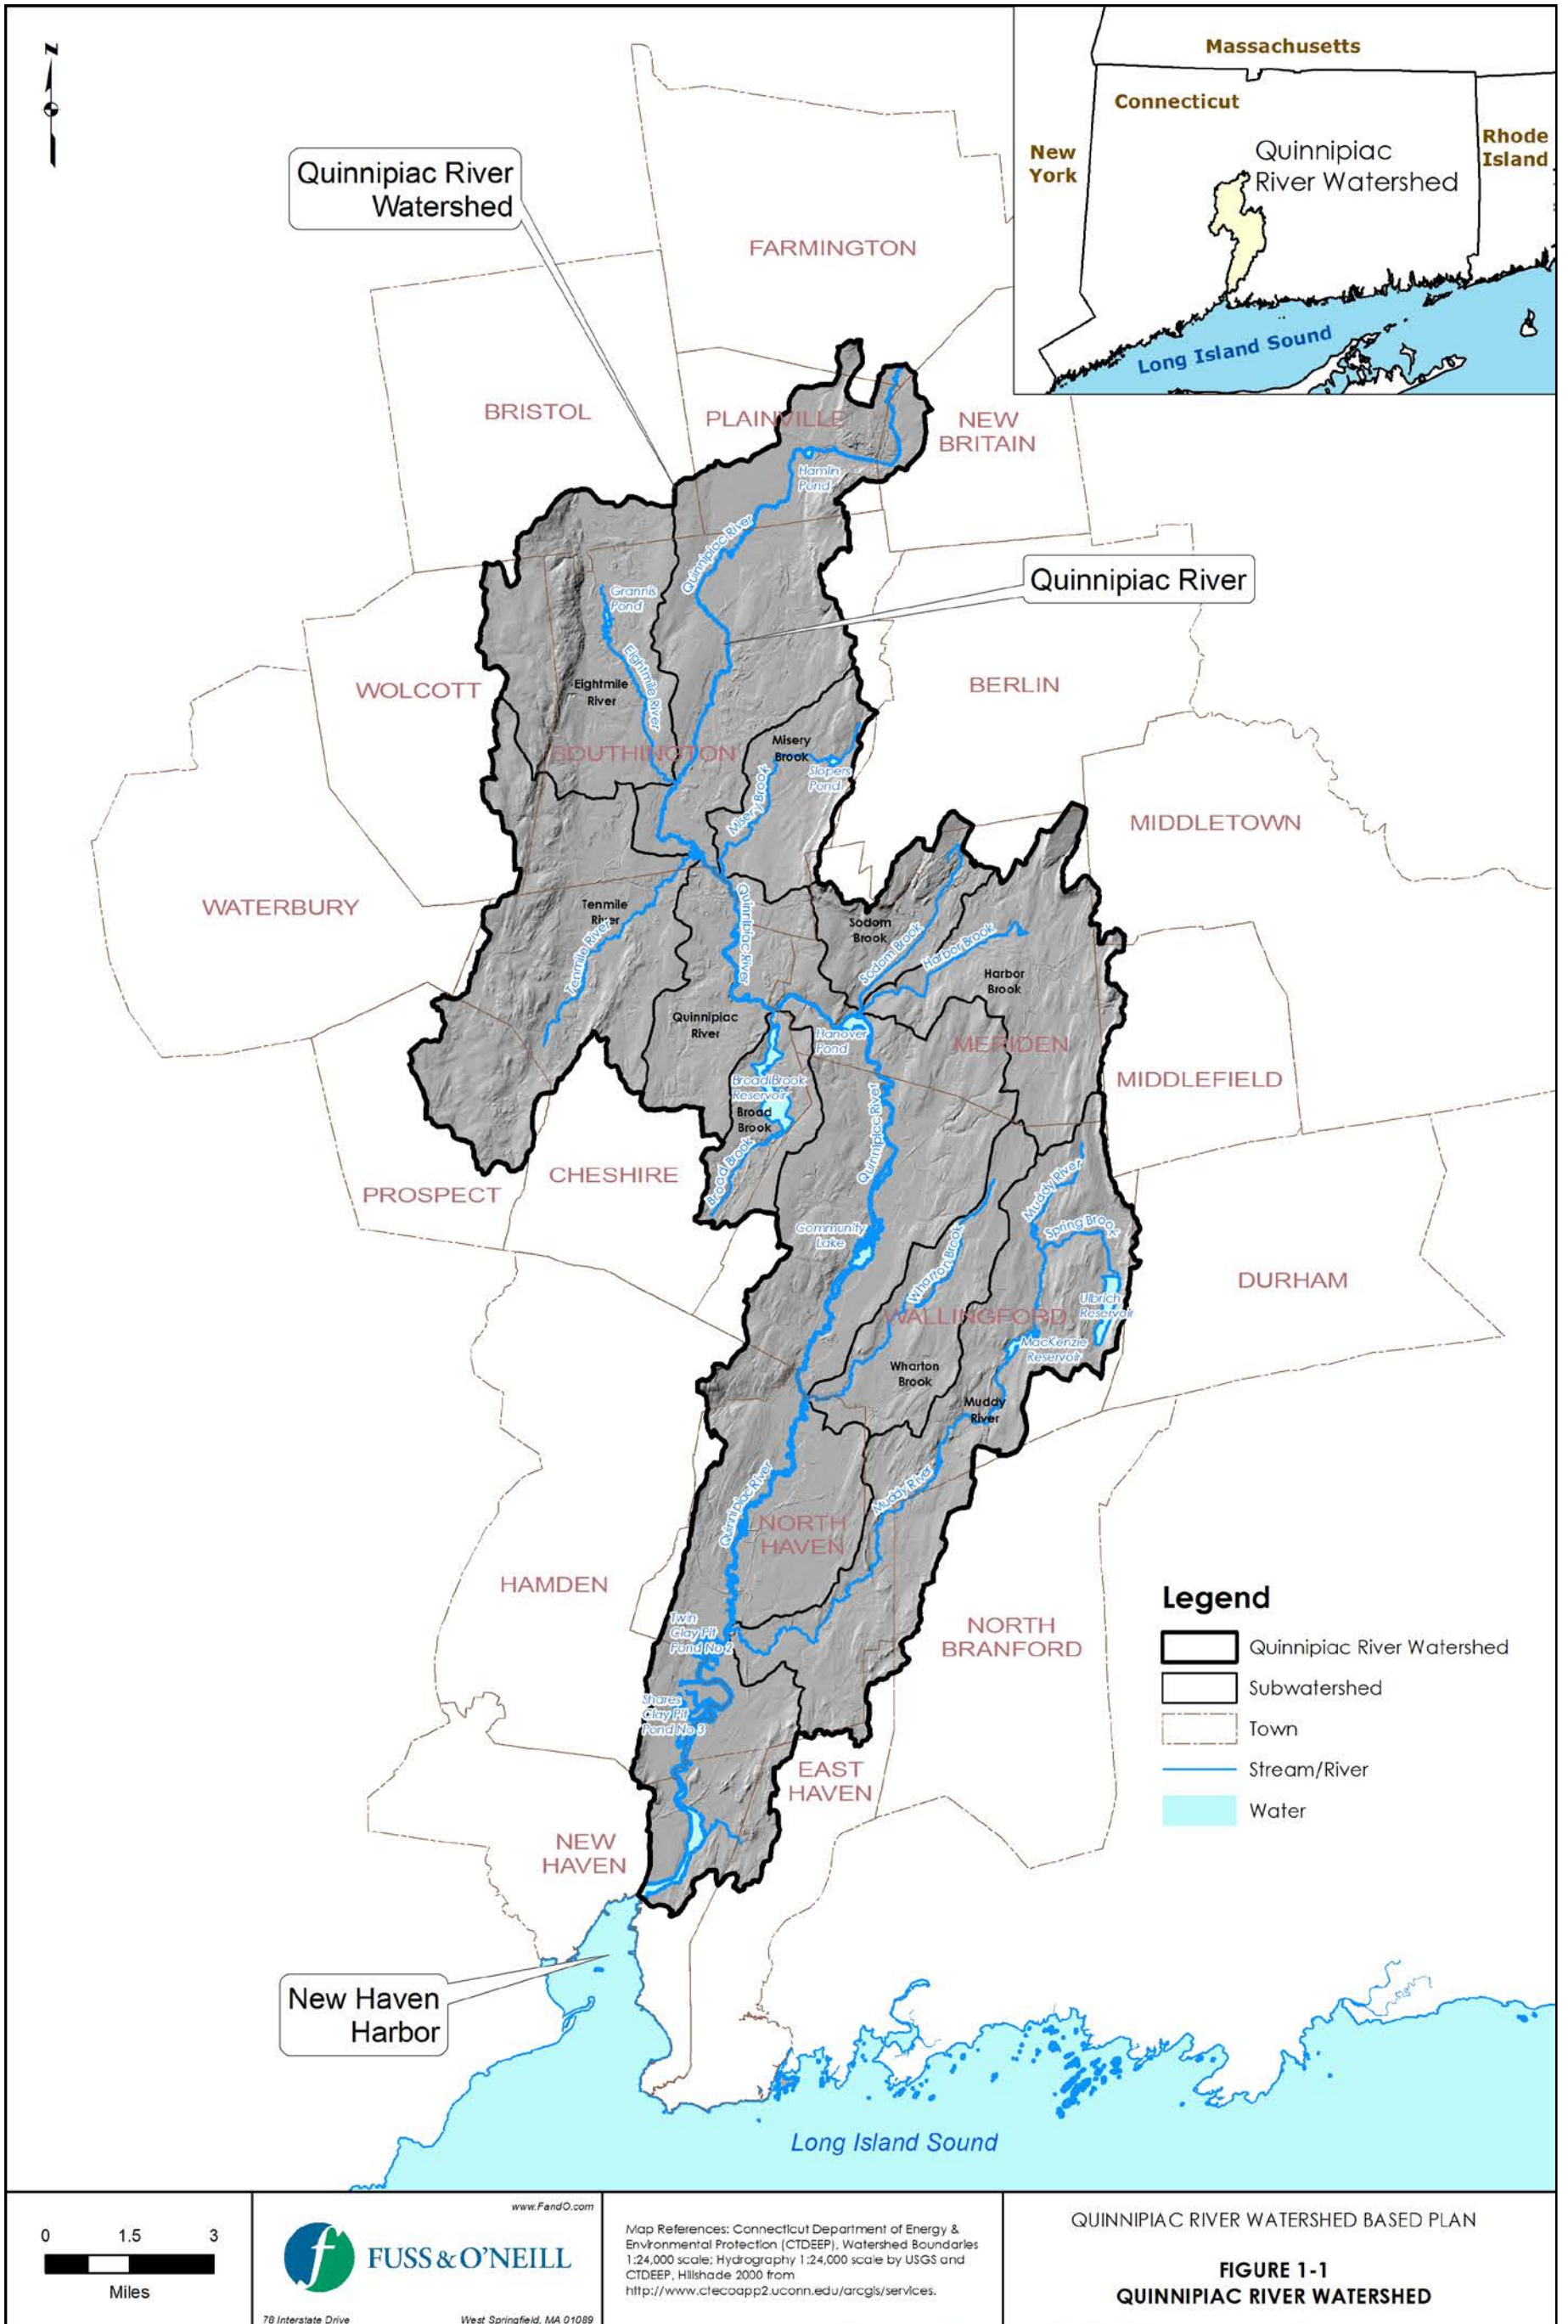 N
Massachusetts
Connecticut
New
York
Rhode
Island
Quinnipiac
River Watershed
Long Island Sound
Quinnipiac River
Watershed
FARMINGTON
BRISTOL
PLAINVILLE
NEW
BRITAIN
Hamlin
Pond
Quinnipiac River
Quinnipiac River
Grannis
Pond
Eightmile River
Eightmile
River
WOLCOTT
BERLIN
SOUTHINGTON
Misery
Brook
Slopers
Pond
Misery Brook
MIDDLETOWN
WATERBURY
Tenmile
River
Tenmile River
Quinnipiac River
Sodom
Brook
Sodom Brook
Harbor Brook
Harbor
Brook
Quinnipiac
River
Hanover
Pond
MERIDEN
MIDDLEFIELD
Broad Brook
Reservoir
Broad
Brook
Broad Brook
Quinnipiac River
CHESHIRE
PROSPECT
Muddy River
Spring Brook
Community
Lake
Wharton Brook
DURHAM
Ulbrich
Reservoir
WALLINGFORD
MacKenzie
Reservoir
Wharton
Brook
Muddy
River
Quinnipiac River
Muddy River
NORTH
HAVEN
HAMDEN
Twin
Clay Pit
Pond No 2
NORTH
BRANFORD
Shares
Clay Pit
Pond No 3
EAST
HAVEN
NEW
HAVEN
New Haven
Harbor
Long Island Sound
Legend
Quinnipiac River Watershed
Subwatershed
Town
Stream/River
Water
0 1.5 3
Miles
www.FandO.com
f
FUSS & O'NEILL
78 Interstate Drive West Springfield, MA 01089
Map References: Connecticut Department of Energy &
Environmental Protection (CTDEEP), Watershed Boundaries
1:24,000 scale; Hydrography 1:24,000 scale by USGS and
CTDEEP, Hillshade 2000 from
http://www.ctecoapp2.uconn.edu/arcgis/services.
QUINNIPIAC RIVER WATERSHED BASED PLAN
FIGURE 1-1
QUINNIPIAC RIVER WATERSHED